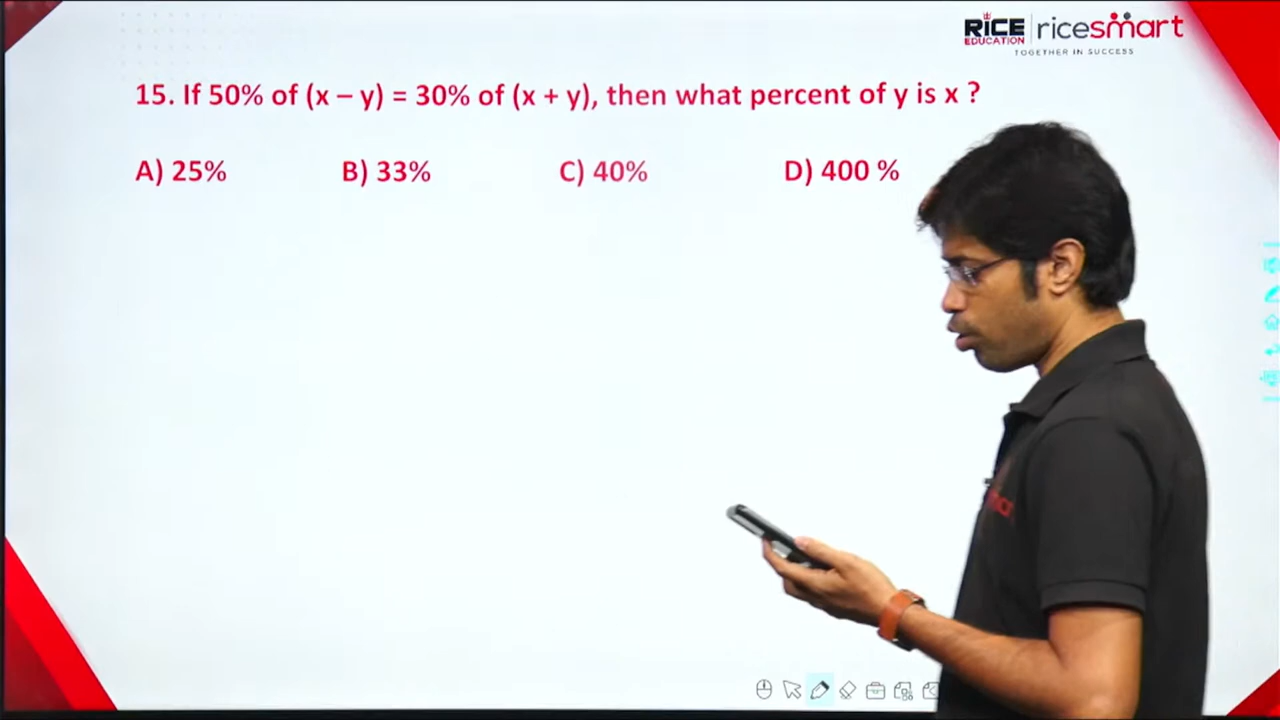 RICE EDUCATION ricesmart
TOGETHER IN SUCCESS
15. If 50% of (x – y) = 30% of (x + y), then what percent of y is x ?
A) 25% B) 33% C) 40% D) 400 %